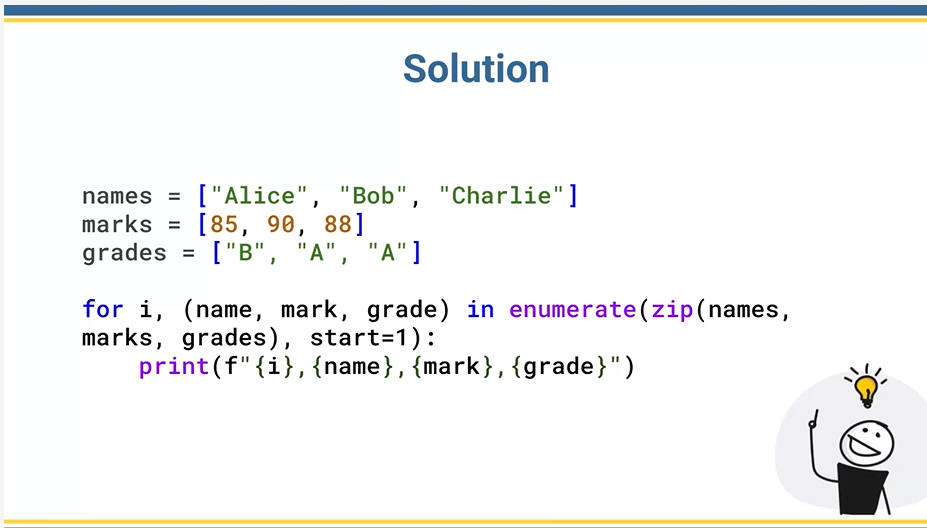 Solution
names = ["Alice", "Bob", "Charlie"]
marks = [85, 90, 88]
grades = ["B", "A", "A"]
for i, (name, mark, grade) in enumerate(zip(names,
marks, grades), start=1):
    print(f"{i},{name},{mark},{grade}")